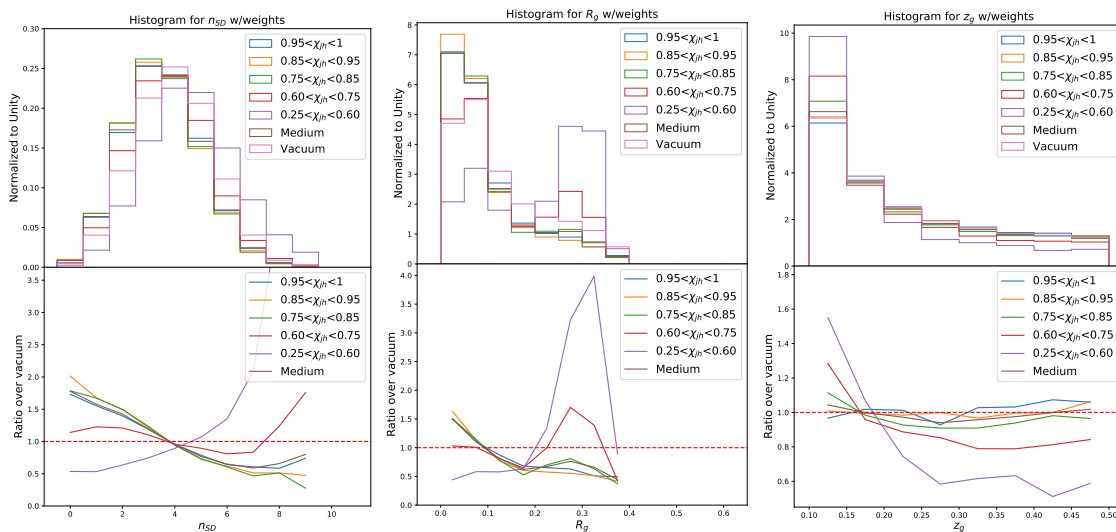 Histogram for n_SD w/weights
Normalized to Unity
0.30
0.25
0.20
0.15
0.10
0.05
0.00
0.95<χ_jh<1
0.85<χ_jh<0.95
0.75<χ_jh<0.85
0.60<χ_jh<0.75
0.25<χ_jh<0.60
Medium
Vacuum
Ratio over vacuum
3.5
3.0
2.5
2.0
1.5
1.0
0.5
0.0
0.95<χ_jh<1
0.85<χ_jh<0.95
0.75<χ_jh<0.85
0.60<χ_jh<0.75
0.25<χ_jh<0.60
Medium
0 2 4 6 8 10
n_SD
Histogram for R_g w/weights
Normalized to Unity
8
7
6
5
4
3
2
1
0
0.95<χ_jh<1
0.85<χ_jh<0.95
0.75<χ_jh<0.85
0.60<χ_jh<0.75
0.25<χ_jh<0.60
Medium
Vacuum
Ratio over vacuum
4.0
3.5
3.0
2.5
2.0
1.5
1.0
0.5
0.0
0.95<χ_jh<1
0.85<χ_jh<0.95
0.75<χ_jh<0.85
0.60<χ_jh<0.75
0.25<χ_jh<0.60
Medium
0.0 0.1 0.2 0.3 0.4 0.5 0.6
R_g
Histogram for z_g w/weights
Normalized to Unity
10
8
6
4
2
0
0.95<χ_jh<1
0.85<χ_jh<0.95
0.75<χ_jh<0.85
0.60<χ_jh<0.75
0.25<χ_jh<0.60
Medium
Vacuum
Ratio over vacuum
1.8
1.6
1.4
1.2
1.0
0.8
0.6
0.95<χ_jh<1
0.85<χ_jh<0.95
0.75<χ_jh<0.85
0.60<χ_jh<0.75
0.25<χ_jh<0.60
Medium
0.10 0.15 0.20 0.25 0.30 0.35 0.40 0.45 0.50
z_g